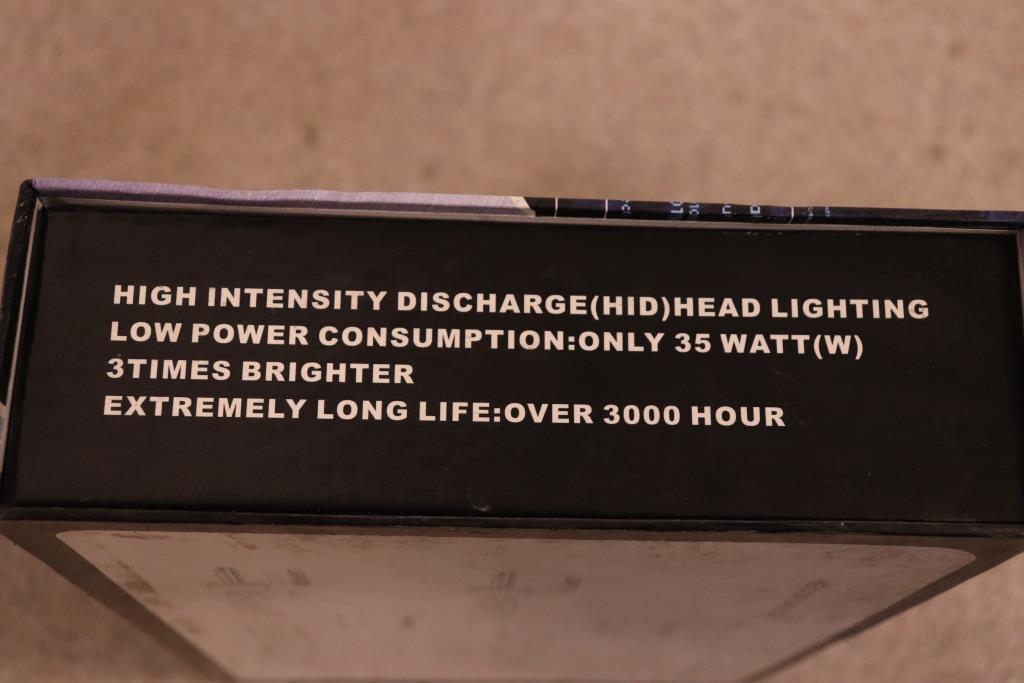 HIGH INTENSITY DISCHARGE(HID)HEAD LIGHTING
LOW POWER CONSUMPTION:ONLY 35 WATT(W)
3TIMES BRIGHTER
EXTREMELY LONG LIFE:OVER 3000 HOUR